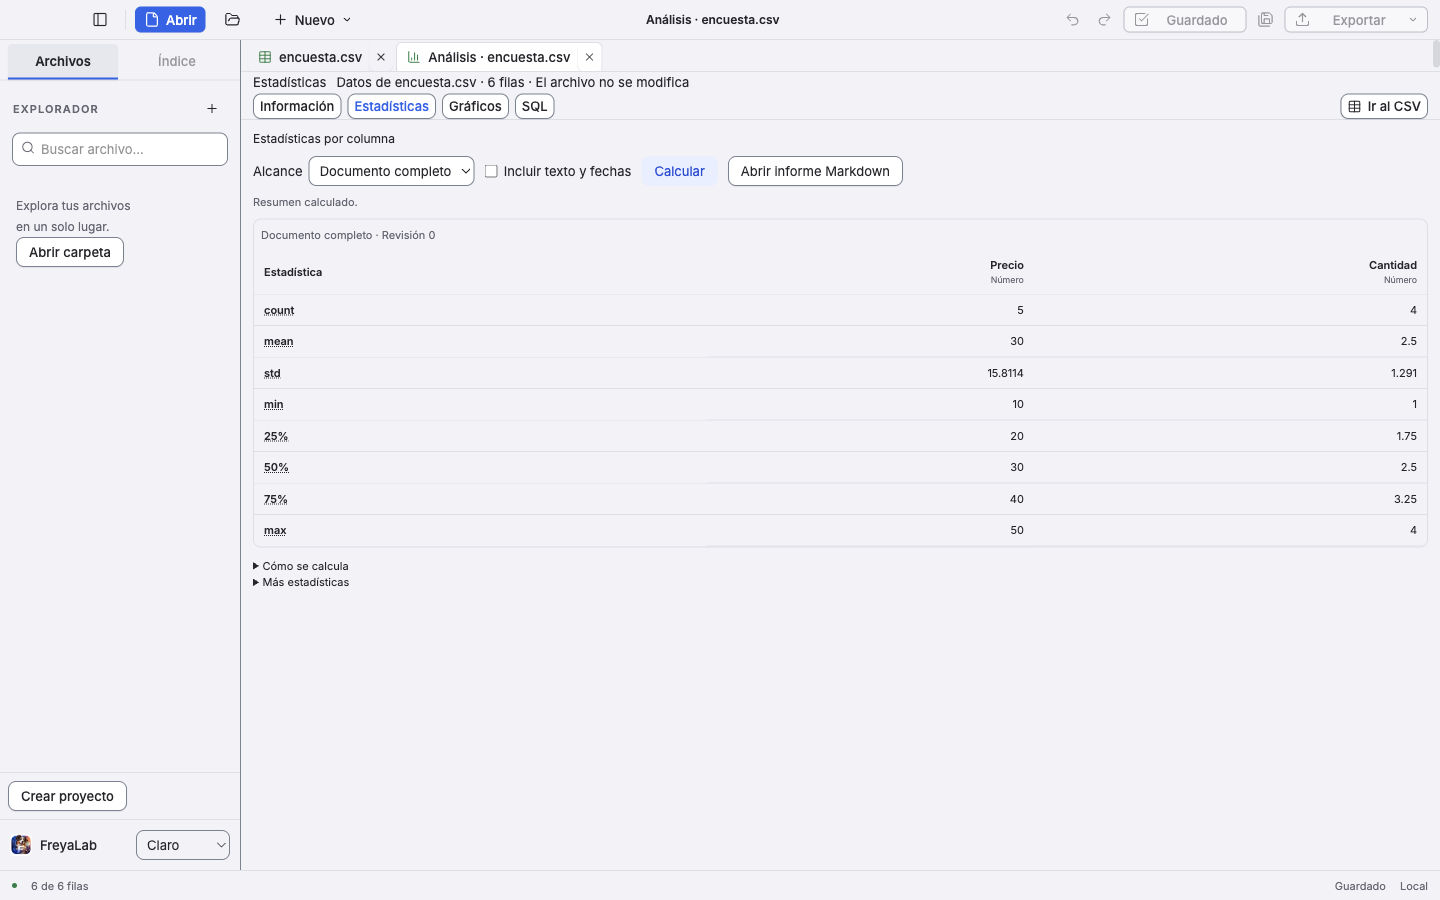 Abrir
Nuevo
Análisis · encuesta.csv
Guardado
Exportar
Archivos
Índice
encuesta.csv
Análisis · encuesta.csv
EXPLORADOR
Buscar archivo...
Explora tus archivos
en un solo lugar.
Abrir carpeta
Estadísticas Datos de encuesta.csv · 6 filas · El archivo no se modifica
Información
Estadísticas
Gráficos
SQL
Ir al CSV
Estadísticas por columna
Alcance
Documento completo
Incluir texto y fechas
Calcular
Abrir informe Markdown
Resumen calculado.
Documento completo · Revisión 0
Estadística Precio Cantidad
Número Número
count 5 4
mean 30 2.5
std 15.8114 1.291
min 10 1
25% 20 1.75
50% 30 2.5
75% 40 3.25
max 50 4
Cómo se calcula
Más estadísticas
Crear proyecto
FreyaLab
Claro
6 de 6 filas
Guardado
Local